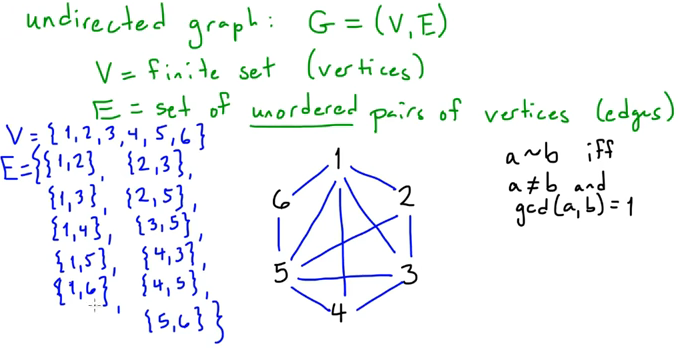 undirected graph: G = (V, E)
V = finite set (vertices)
E = set of unordered pairs of vertices (edges)
V = {1, 2, 3, 4, 5, 6}
E = {{1, 2}, {2, 3},
{1, 3}, {2, 5},
{1, 4}, {3, 5},
{1, 5}, {4, 3},
{1, 6}, {4, 5},
{5, 6}}
1
6 2
5 3
4
a ~ b iff
a ≠ b and
gcd(a, b) = 1